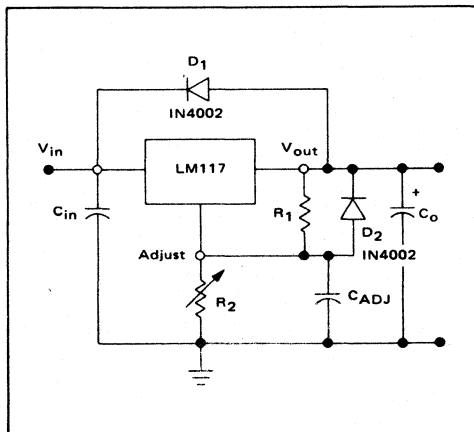 D1
IN4002
Vin
LM117
Vout
Cin
R1
D2
IN4002
+
Co
Adjust
R2
CADJ